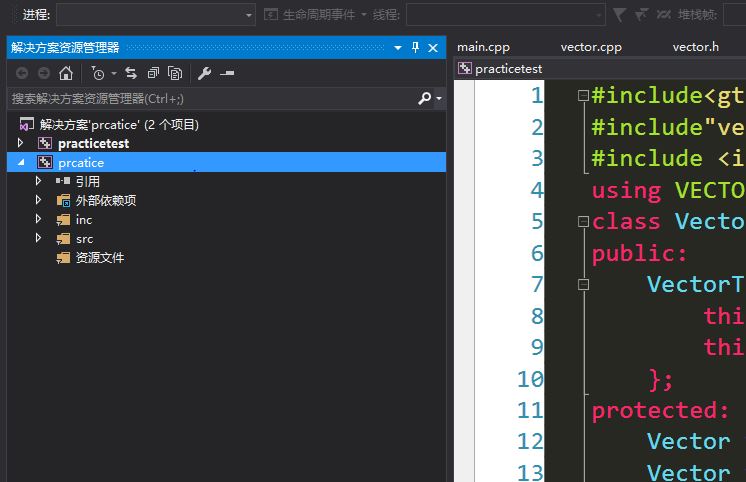 进程:
生命周期事件
线程:
堆栈帧:
解决方案资源管理器
main.cpp
vector.cpp
vector.h
搜索解决方案资源管理器(Ctrl+;)
practicetest
解决方案'prcatice' (2 个项目)
practicetest
prcatice
引用
外部依赖项
inc
src
资源文件
1 #include<gt
2 #include"ve
3 #include <i
4 using VECTO
5 class Vecto
6 public:
7 VectorT
8 thi
9 thi
10 };
11 protected:
12 Vector
13 Vector